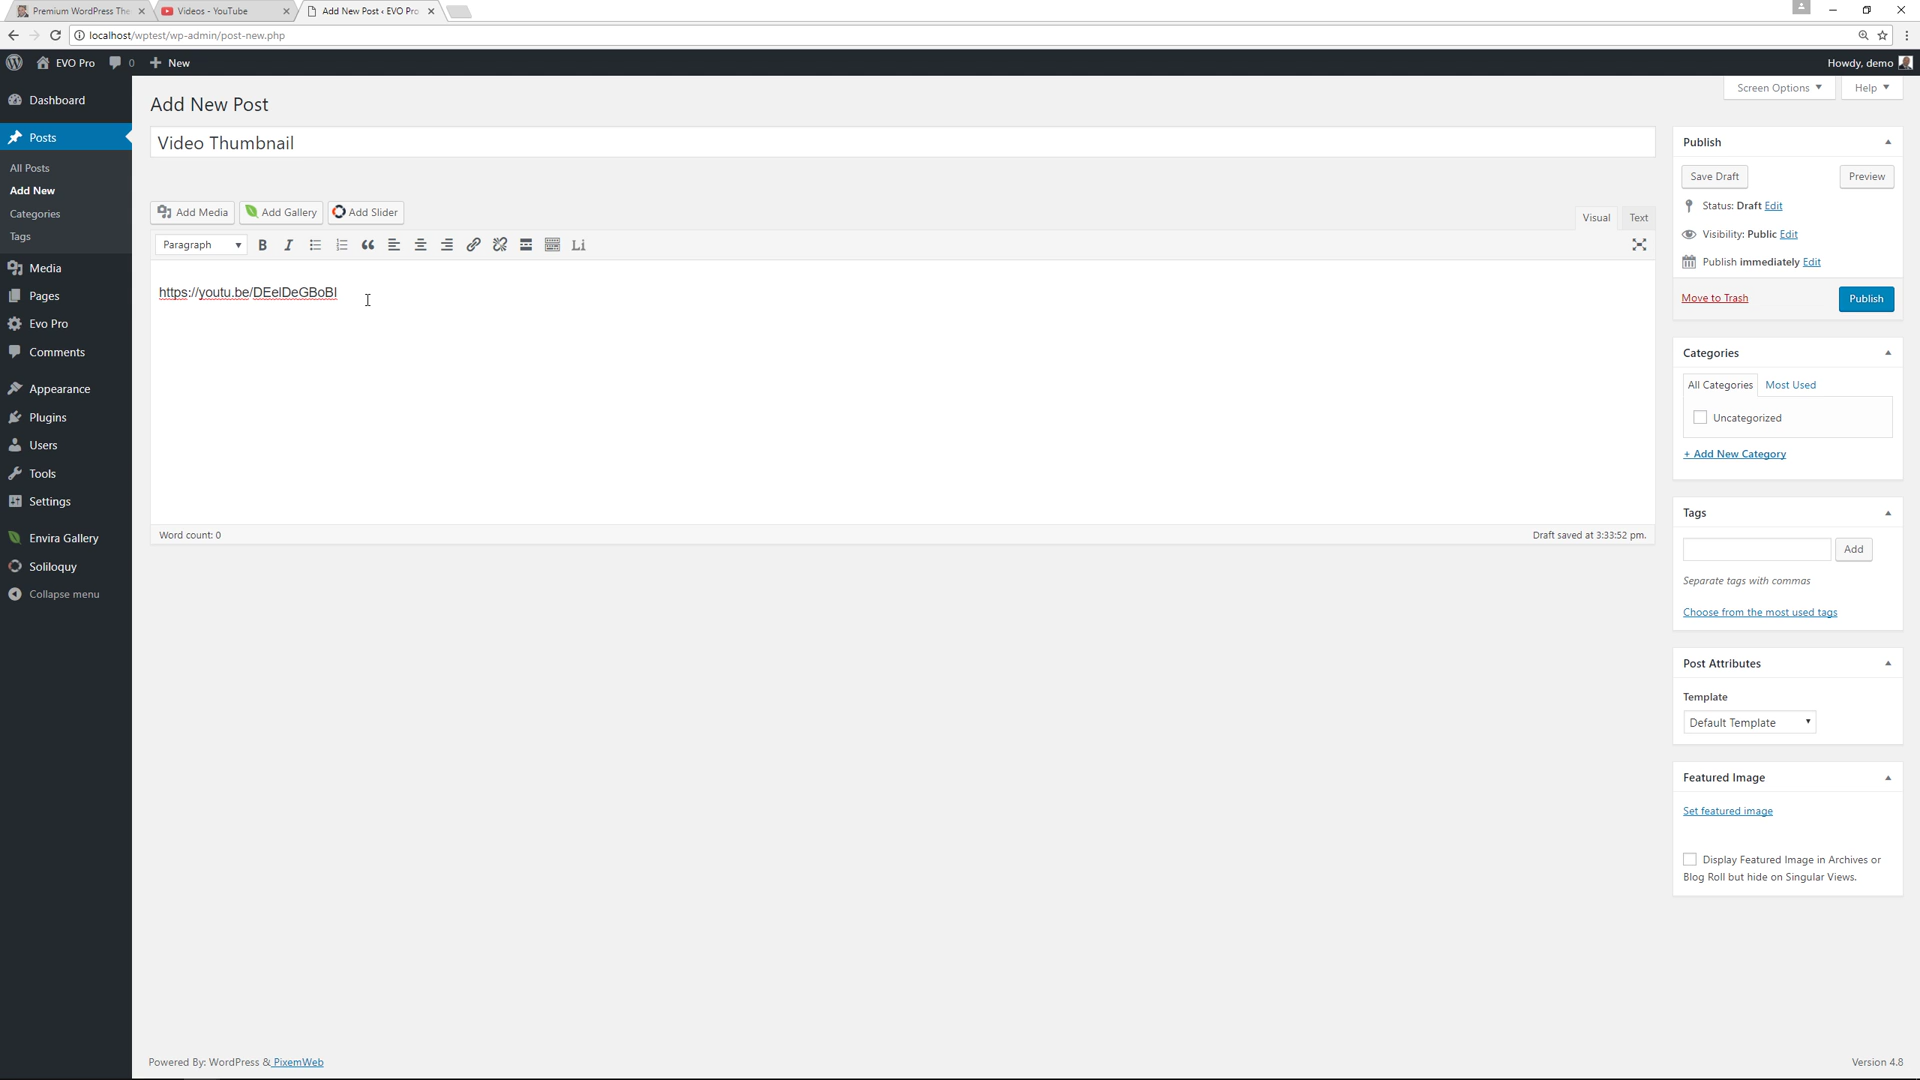 Premium WordPress The
Videos - YouTube
Add New Post ‹ EVO Pro
localhost/wptest/wp-admin/post-new.php
EVO Pro
0
New
Howdy, demo
Screen Options
Help
Dashboard
Posts
All Posts
Add New
Categories
Tags
Media
Pages
Evo Pro
Comments
Appearance
Plugins
Users
Tools
Settings
Envira Gallery
Soliloquy
Collapse menu
Add New Post
Video Thumbnail
Add Media
Add Gallery
Add Slider
Visual
Text
Paragraph
Li
https://youtu.be/DEeIDeGBoBI
Word count: 0
Draft saved at 3:33:52 pm.
Publish
Save Draft
Preview
Status: Draft Edit
Visibility: Public Edit
Publish immediately Edit
Move to Trash
Publish
Categories
All Categories
Most Used
Uncategorized
+ Add New Category
Tags
Add
Separate tags with commas
Choose from the most used tags
Post Attributes
Template
Default Template
Featured Image
Set featured image
Display Featured Image in Archives or
Blog Roll but hide on Singular Views.
Powered By: WordPress & PixemWeb
Version 4.8